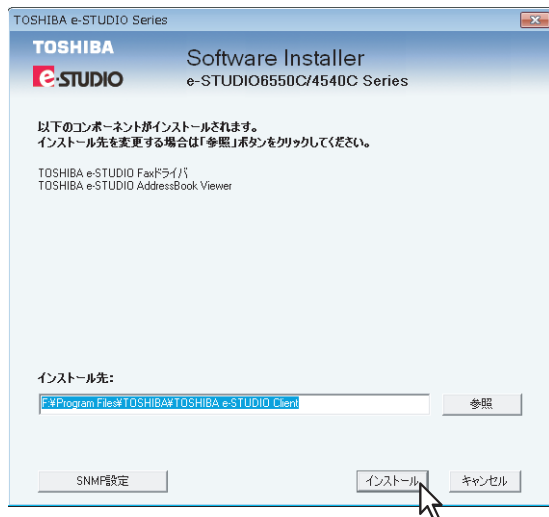 TOSHIBA e-STUDIO Series
TOSHIBA
e-STUDIO
Software Installer
e-STUDIO6550C/4540C Series
以下のコンポーネントがインストールされます。
インストール先を変更する場合は「参照」ボタンをクリックしてください。
TOSHIBA e-STUDIO Faxドライバ
TOSHIBA e-STUDIO AddressBook Viewer
インストール先:
F:¥Program Files¥TOSHIBA¥TOSHIBA e-STUDIO Client
参照
SNMP設定
インストール
キャンセル